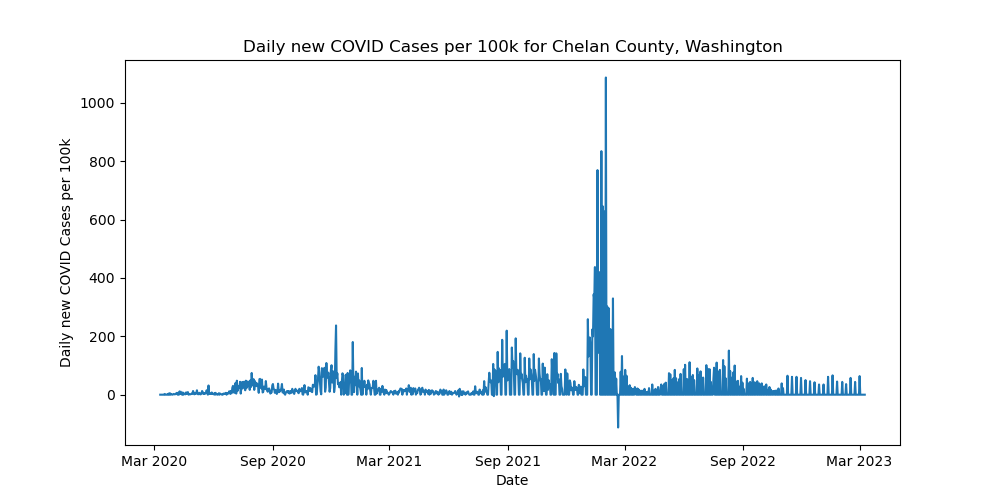 Daily new COVID Cases per 100k for Chelan County, Washington
Daily new COVID Cases per 100k
1000
800
600
400
200
0
Mar 2020 Sep 2020 Mar 2021 Sep 2021 Mar 2022 Sep 2022 Mar 2023
Date